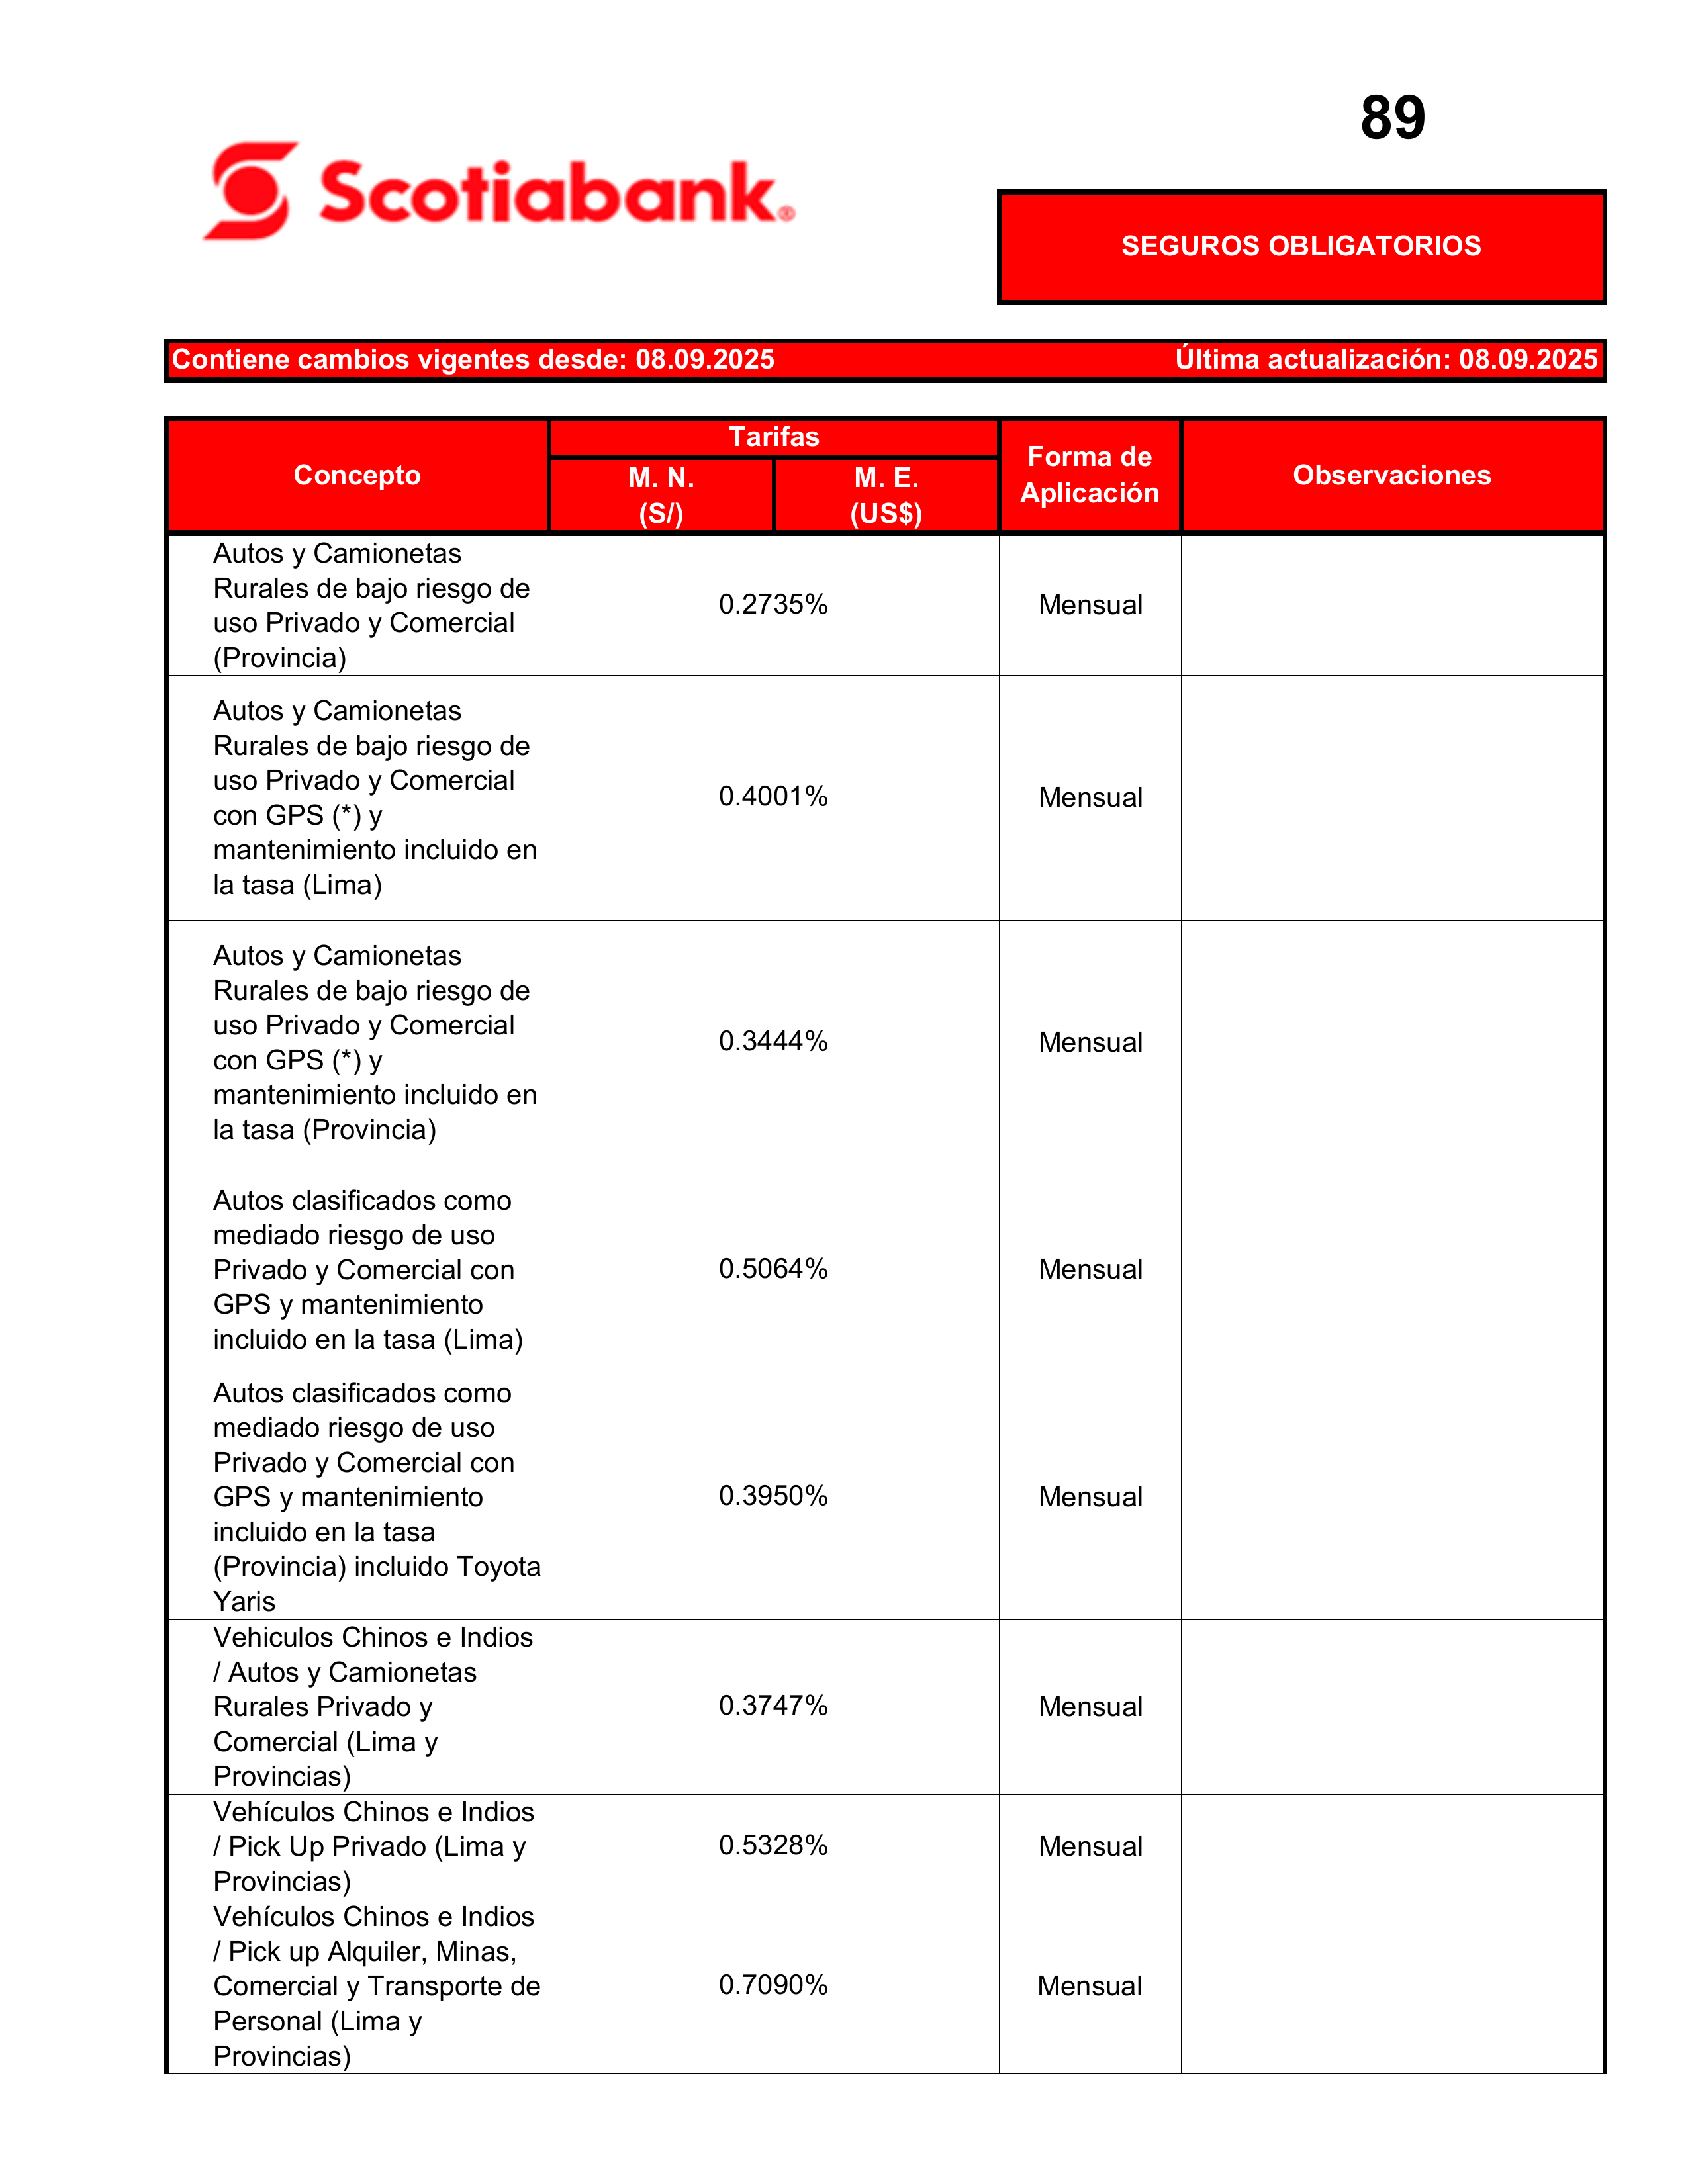 89
Scotiabank®
SEGUROS OBLIGATORIOS
Contiene cambios vigentes desde: 08.09.2025 Última actualización: 08.09.2025
Concepto
Tarifas
M. N.
(S/)
M. E.
(US$)
Forma de
Aplicación
Observaciones
Autos y Camionetas
Rurales de bajo riesgo de
uso Privado y Comercial
(Provincia)
0.2735%
Mensual
Autos y Camionetas
Rurales de bajo riesgo de
uso Privado y Comercial
con GPS (*) y
mantenimiento incluido en
la tasa (Lima)
0.4001%
Mensual
Autos y Camionetas
Rurales de bajo riesgo de
uso Privado y Comercial
con GPS (*) y
mantenimiento incluido en
la tasa (Provincia)
0.3444%
Mensual
Autos clasificados como
mediado riesgo de uso
Privado y Comercial con
GPS y mantenimiento
incluido en la tasa (Lima)
0.5064%
Mensual
Autos clasificados como
mediado riesgo de uso
Privado y Comercial con
GPS y mantenimiento
incluido en la tasa
(Provincia) incluido Toyota
Yaris
0.3950%
Mensual
Vehiculos Chinos e Indios
/ Autos y Camionetas
Rurales Privado y
Comercial (Lima y
Provincias)
0.3747%
Mensual
Vehículos Chinos e Indios
/ Pick Up Privado (Lima y
Provincias)
0.5328%
Mensual
Vehículos Chinos e Indios
/ Pick up Alquiler, Minas,
Comercial y Transporte de
Personal (Lima y
Provincias)
0.7090%
Mensual